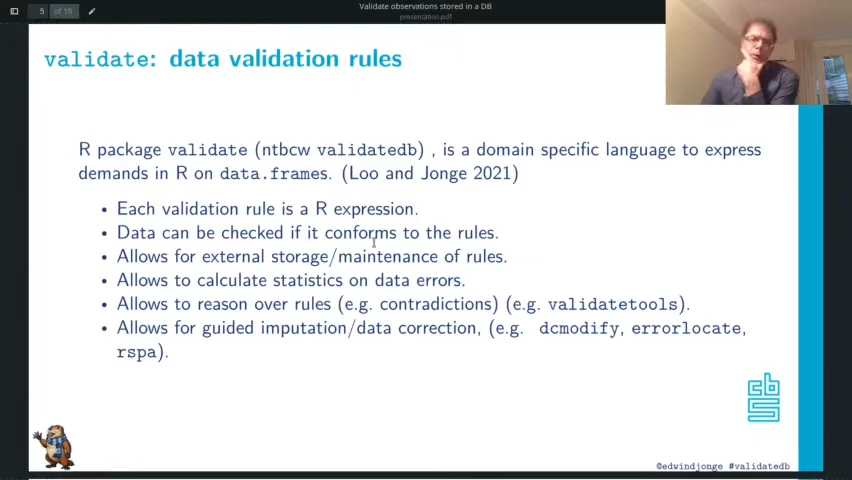 Validate observations stored in a DB
presentation.pdf
5 of 16
validate: data validation rules
R package validate (ntbcw validatedb) , is a domain specific language to express
demands in R on data.frames. (Loo and Jonge 2021)
• Each validation rule is a R expression.
• Data can be checked if it conforms to the rules.
• Allows for external storage/maintenance of rules.
• Allows to calculate statistics on data errors.
• Allows to reason over rules (e.g. contradictions) (e.g. validatetools).
• Allows for guided imputation/data correction, (e.g. dcmodify, errorlocate,
rspa).
cbs
@edwindjonge #validatedb